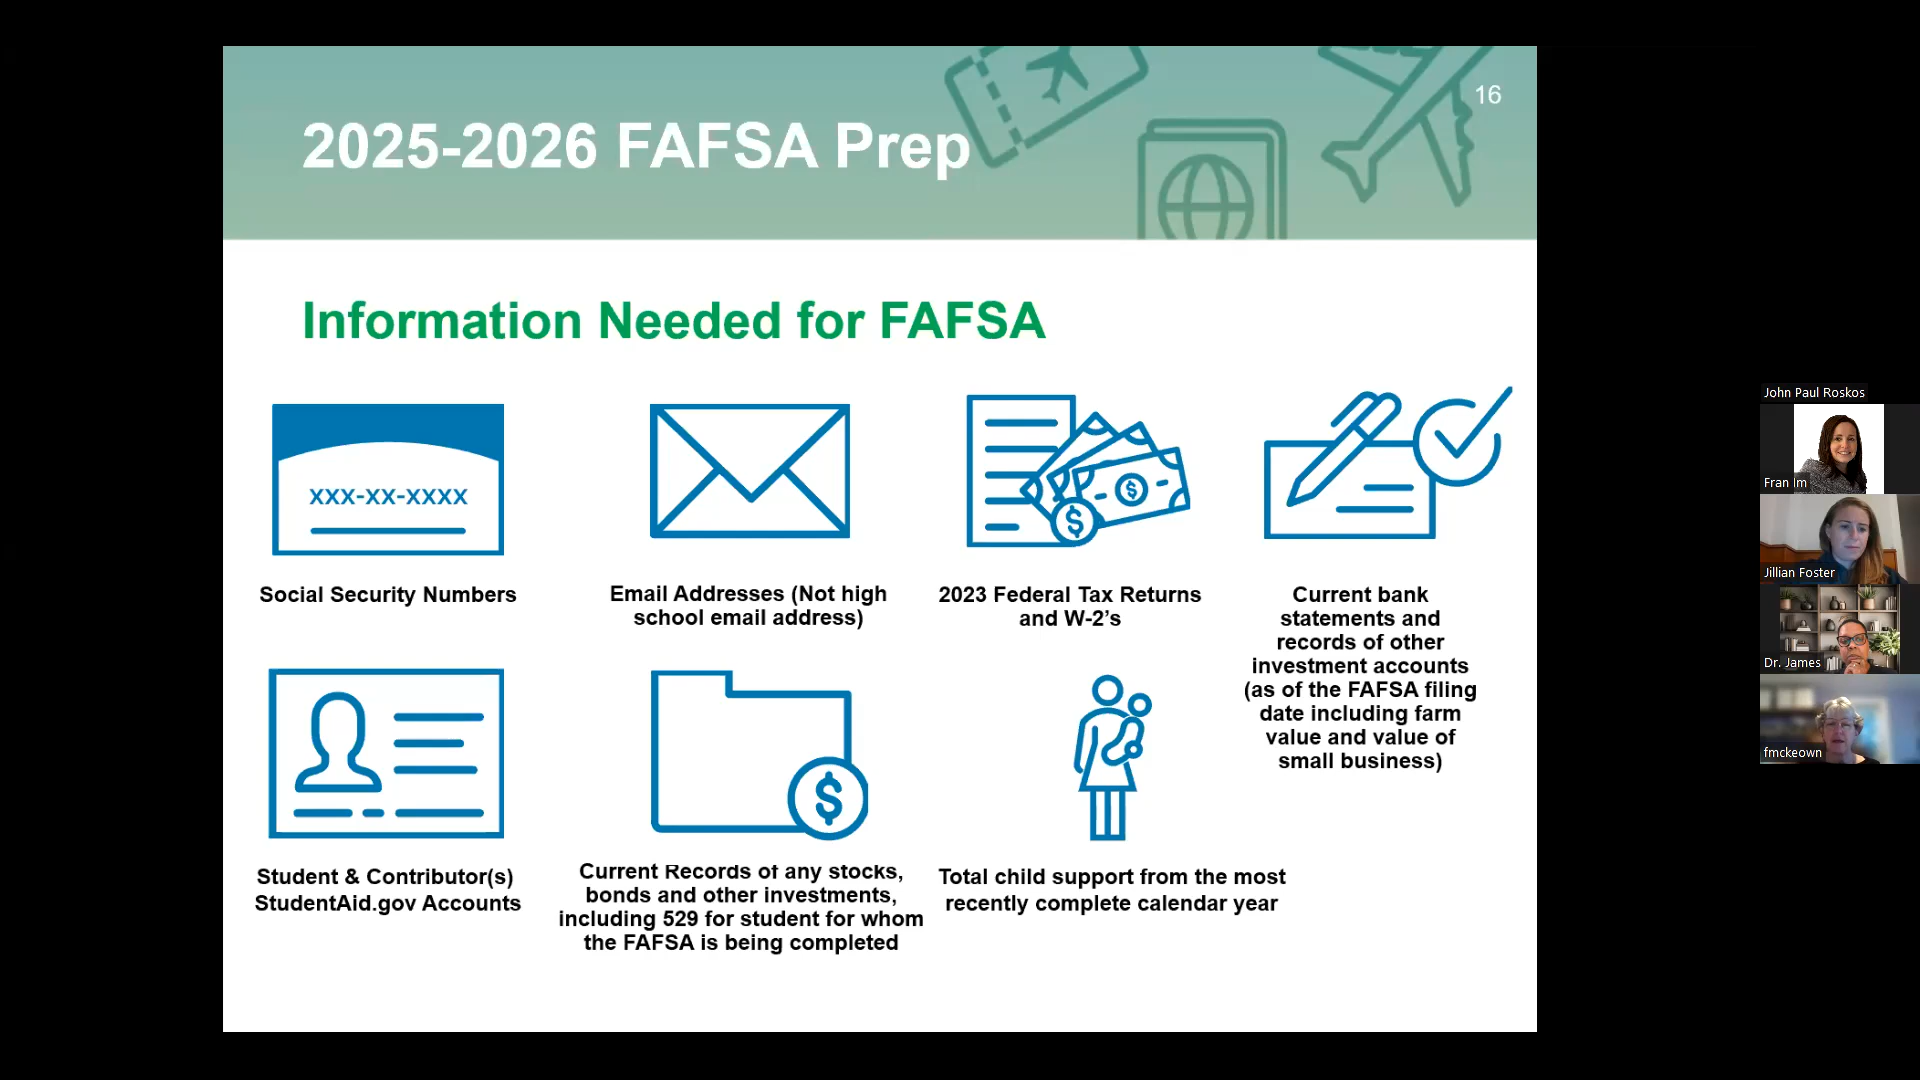 16
2025-2026 FAFSA Prep
Information Needed for FAFSA
XXX-XX-XXXX
Social Security Numbers
Email Addresses (Not high
school email address)
$
$
2023 Federal Tax Returns
and W-2's
Current bank
statements and
records of other
investment accounts
(as of the FAFSA filing
date including farm
value and value of
small business)
Student & Contributor(s)
StudentAid.gov Accounts
$
Current Records of any stocks,
bonds and other investments,
including 529 for student for whom
the FAFSA is being completed
Total child support from the most
recently complete calendar year
John Paul Roskos
Fran Im
Jillian Foster
Dr. James
fmckeown